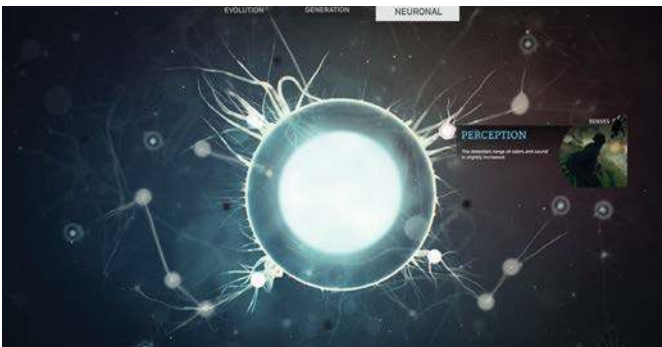 EVOLUTION
GENERATION
NEURONAL
SENSES
PERCEPTION
The detection range of odors and sound
is slightly increased.